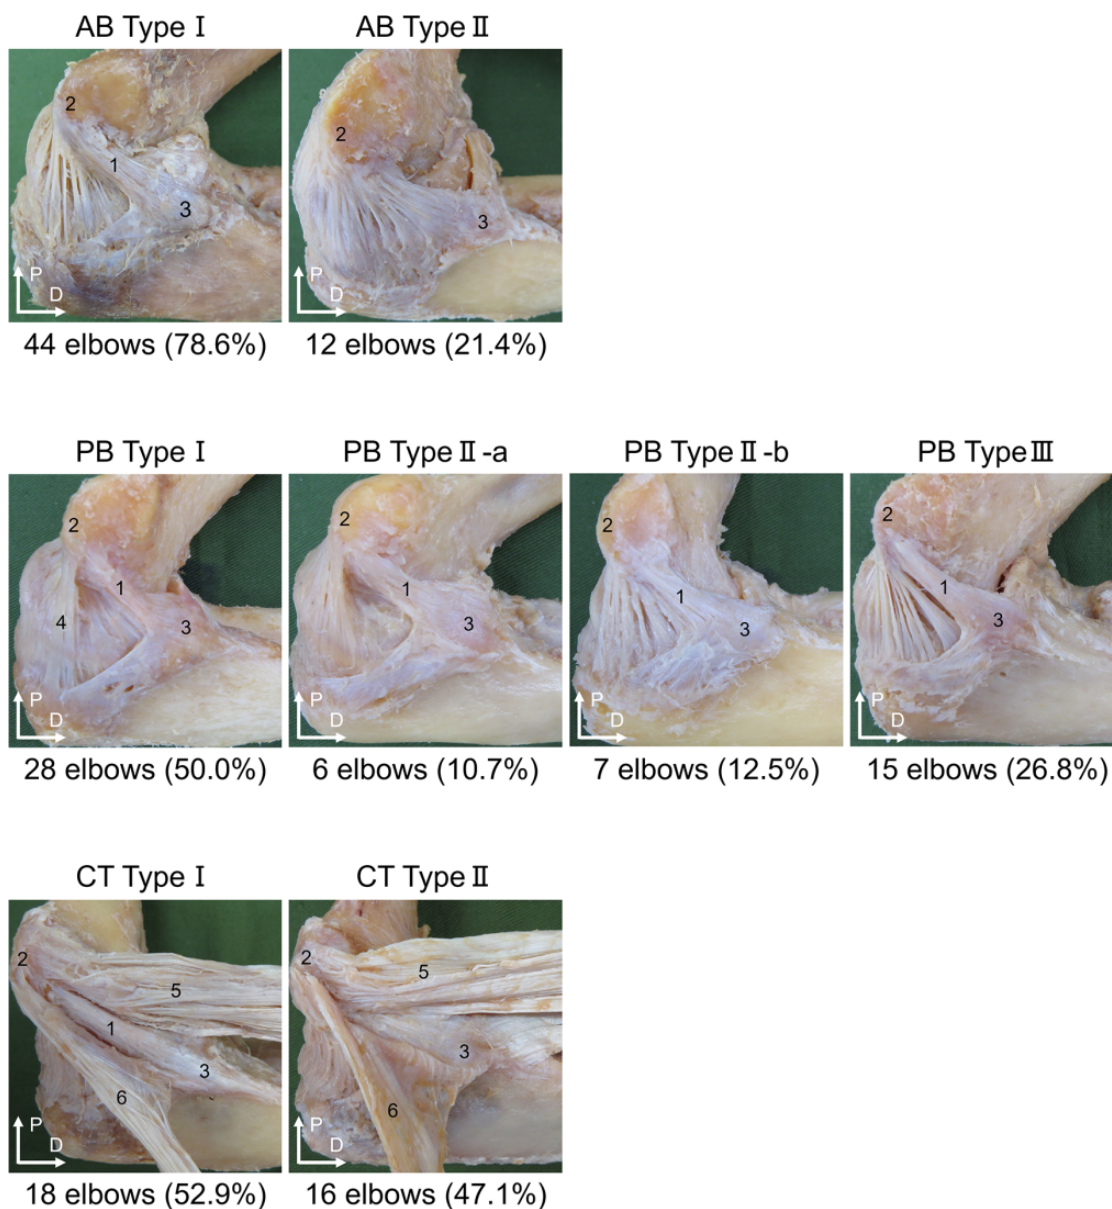 AB Type Ⅰ AB Type Ⅱ
2 2
1
3 3
P P
D D
44 elbows (78.6%) 12 elbows (21.4%)
PB Type Ⅰ PB Type Ⅱ-a PB Type Ⅱ-b PB Type Ⅲ
2 2 2 2
1 1 1 1
4 3 3 3 3
P P P P
D D D D
28 elbows (50.0%) 6 elbows (10.7%) 7 elbows (12.5%) 15 elbows (26.8%)
CT Type Ⅰ CT Type Ⅱ
2 2
5 5
1
3 3
6 6
P P
D D
18 elbows (52.9%) 16 elbows (47.1%)